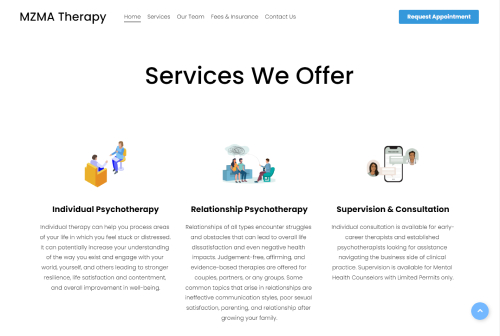 MZMA Therapy
Home Services Our Team Fees & Insurance Contact Us
Request Appointment
Services We Offer
Individual Psychotherapy
Individual therapy can help you process areas
of your life in which you feel stuck or distressed.
It can potentially increase your understanding
of the way you exist and engage with your
world, yourself, and others leading to stronger
resilience, life satisfaction and contentment,
and overall improvement in well-being.
Relationship Psychotherapy
Relationships of all types encounter struggles
and obstacles that can lead to overall life
dissatisfaction and even negative health
impacts. Judgement-free, affirming, and
evidence-based therapies are offered for
couples, partners, or any groups. Some
common topics that arise in relationships are
ineffective communication styles, poor sexual
satisfaction, parenting, and relationship after
growing your family.
Supervision & Consultation
Individual consultation is available for early-
career therapists and established
psychotherapists looking for assistance
navigating the business side of clinical
practice. Supervision is available for Mental
Health Counselors with Limited Permits only.